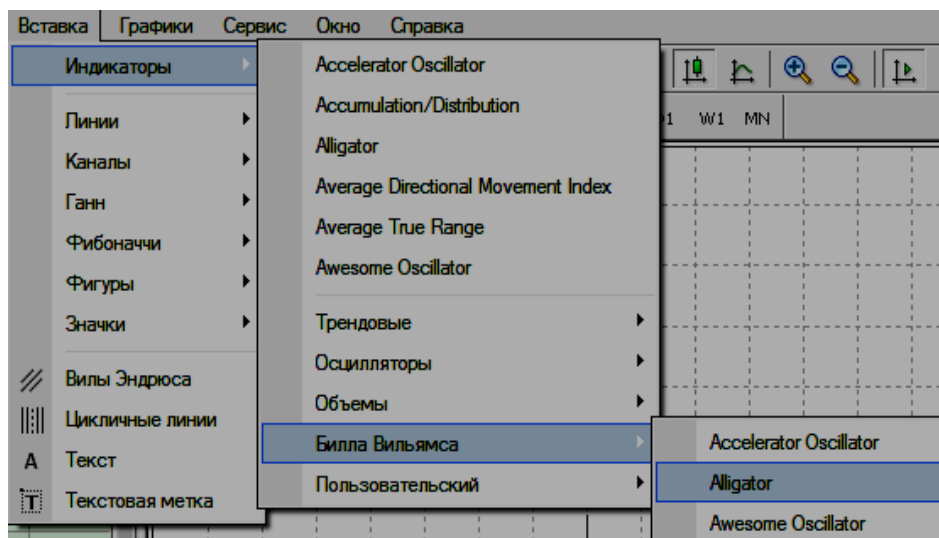 Вставка Графики Сервис Окно Справка
Индикаторы
Линии
Каналы
Ганн
Фибоначчи
Фигуры
Значки
Вилы Эндрюса
Цикличные линии
A Текст
T Текстовая метка
Accelerator Oscillator
Accumulation/Distribution
Alligator
Average Directional Movement Index
Average True Range
Awesome Oscillator
Трендовые
Осцилляторы
Объемы
Билла Вильямса
Пользовательский
W1 MN
Accelerator Oscillator
Alligator
Awesome Oscillator